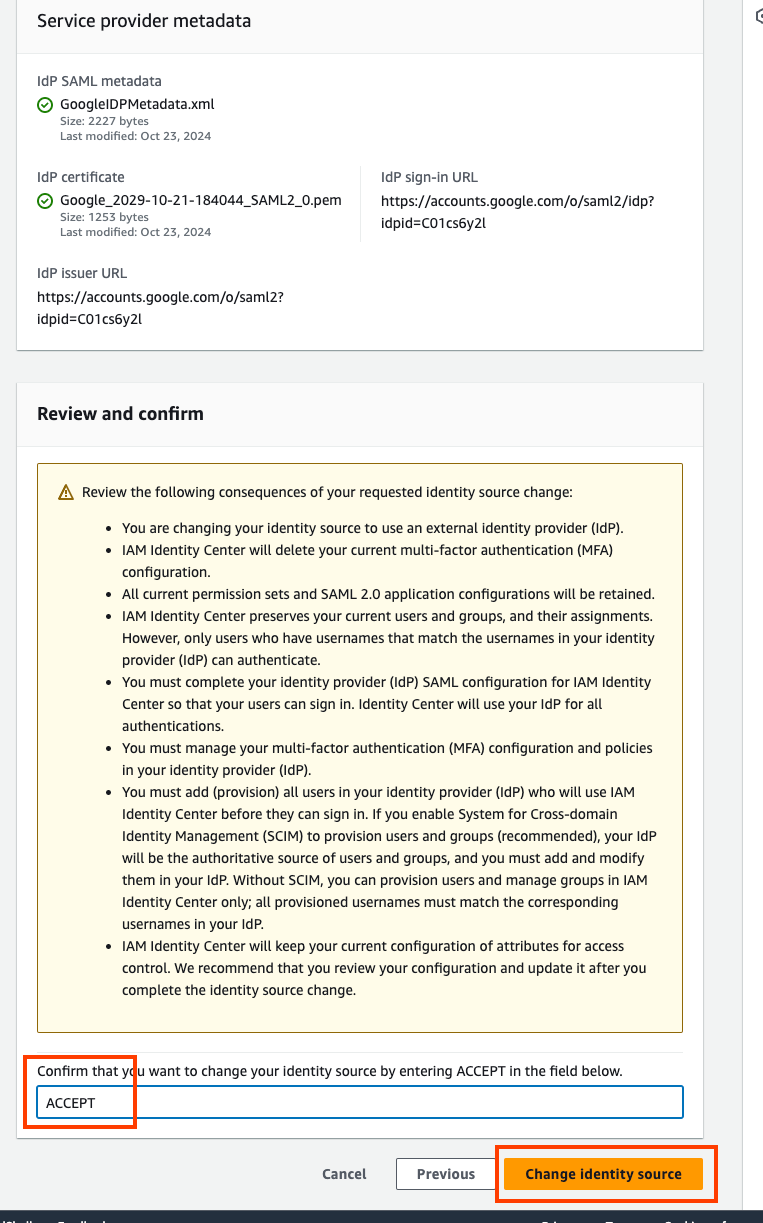 Service provider metadata
IdP SAML metadata
GoogleIDPMetadata.xml
Size: 2227 bytes
Last modified: Oct 23, 2024
IdP certificate
Google_2029-10-21-184044_SAML2_0.pem
Size: 1253 bytes
Last modified: Oct 23, 2024
IdP sign-in URL
https://accounts.google.com/o/saml2/idp?
idpid=C01cs6y2l
IdP issuer URL
https://accounts.google.com/o/saml2?
idpid=C01cs6y2l
Review and confirm
Review the following consequences of your requested identity source change:
• You are changing your identity source to use an external identity provider (IdP).
• IAM Identity Center will delete your current multi-factor authentication (MFA)
configuration.
• All current permission sets and SAML 2.0 application configurations will be retained.
• IAM Identity Center preserves your current users and groups, and their assignments.
However, only users who have usernames that match the usernames in your identity
provider (IdP) can authenticate.
• You must complete your identity provider (IdP) SAML configuration for IAM Identity
Center so that your users can sign in. Identity Center will use your IdP for all
authentications.
• You must manage your multi-factor authentication (MFA) configuration and policies
in your identity provider (IdP).
• You must add (provision) all users in your identity provider (IdP) who will use IAM
Identity Center before they can sign in. If you enable System for Cross-domain
Identity Management (SCIM) to provision users and groups (recommended), your IdP
will be the authoritative source of users and groups, and you must add and modify
them in your IdP. Without SCIM, you can provision users and manage groups in IAM
Identity Center only; all provisioned usernames must match the corresponding
usernames in your IdP.
• IAM Identity Center will keep your current configuration of attributes for access
control. We recommend that you review your configuration and update it after you
complete the identity source change.
Confirm that you want to change your identity source by entering ACCEPT in the field below.
ACCEPT
Cancel
Previous
Change identity source